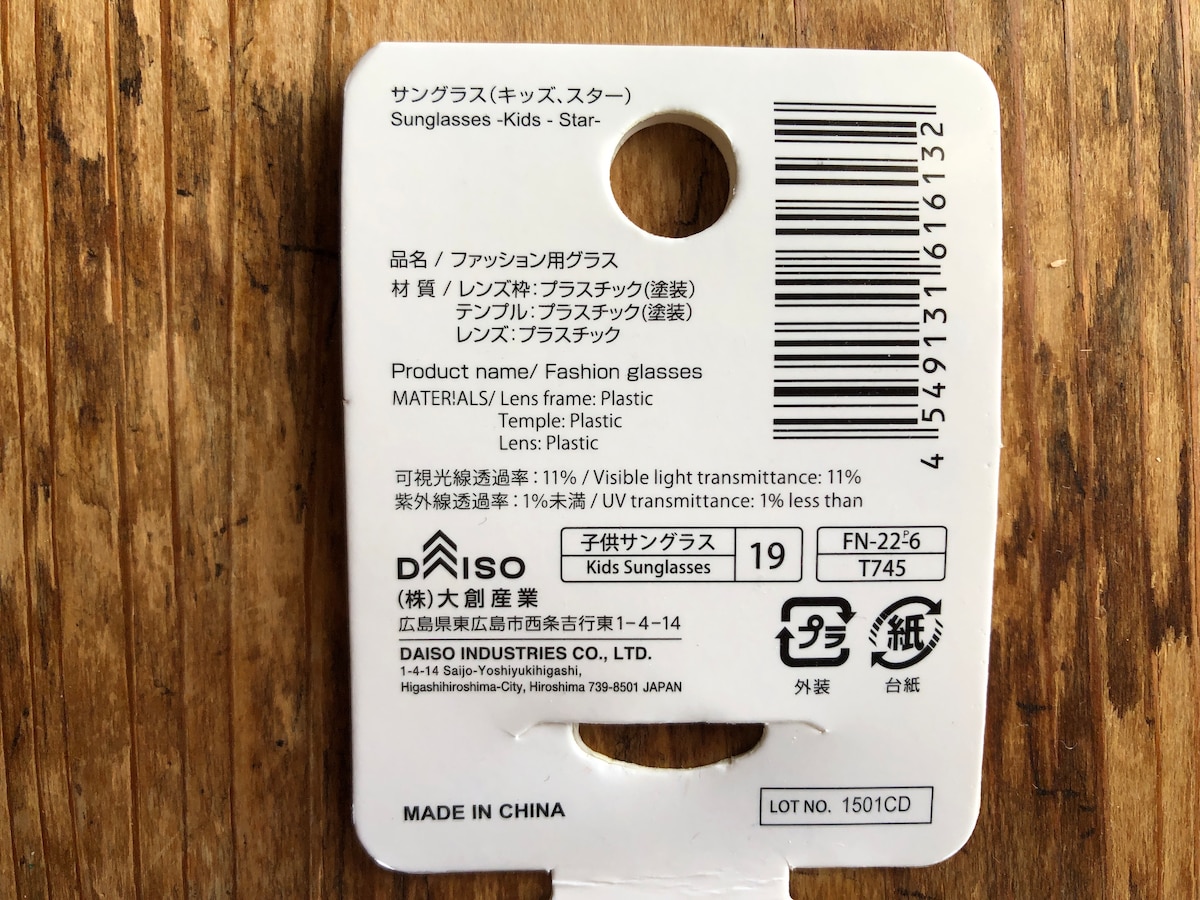 サングラス(キッズ、スター)
Sunglasses -Kids - Star-
4549131616132
品名 / ファッション用グラス
材 質 / レンズ枠:プラスチック(塗装)
テンプル:プラスチック(塗装)
レンズ:プラスチック
Product name/ Fashion glasses
MATERIALS/ Lens frame: Plastic
Temple: Plastic
Lens: Plastic
可視光線透過率:11% / Visible light transmittance: 11%
紫外線透過率:1%未満 / UV transmittance: 1% less than
DAISO
子供サングラス
Kids Sunglasses
19
FN-22-P6
T745
(株)大創産業
広島県東広島市西条吉行東1-4-14
DAISO INDUSTRIES CO., LTD.
1-4-14 Saijo-Yoshiyukihigashi,
Higashihiroshima-City, Hiroshima 739-8501 JAPAN
プラ
外装
紙
台紙
MADE IN CHINA
LOT NO. 1501CD